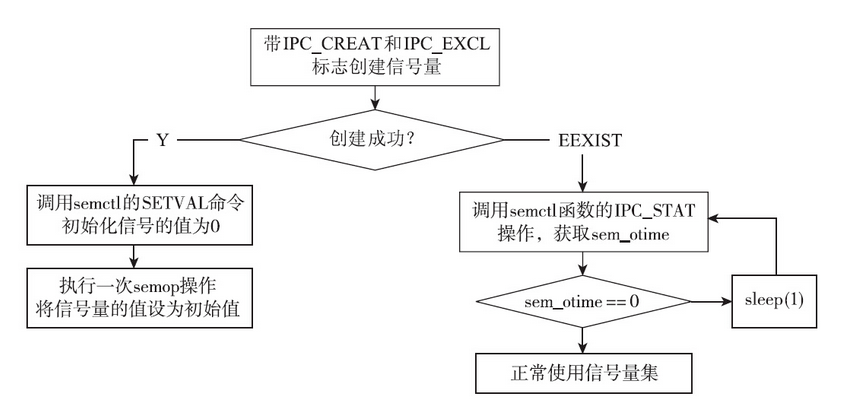 带IPC_CREAT和IPC_EXCL
标志创建信号量
创建成功？
Y
EEXIST
调用semctl的SETVAL命令
初始化信号的值为0
调用semctl函数的IPC_STAT
操作，获取sem_otime
执行一次semop操作
将信号量的值设为初始值
sem_otime==0
sleep(1)
正常使用信号量集